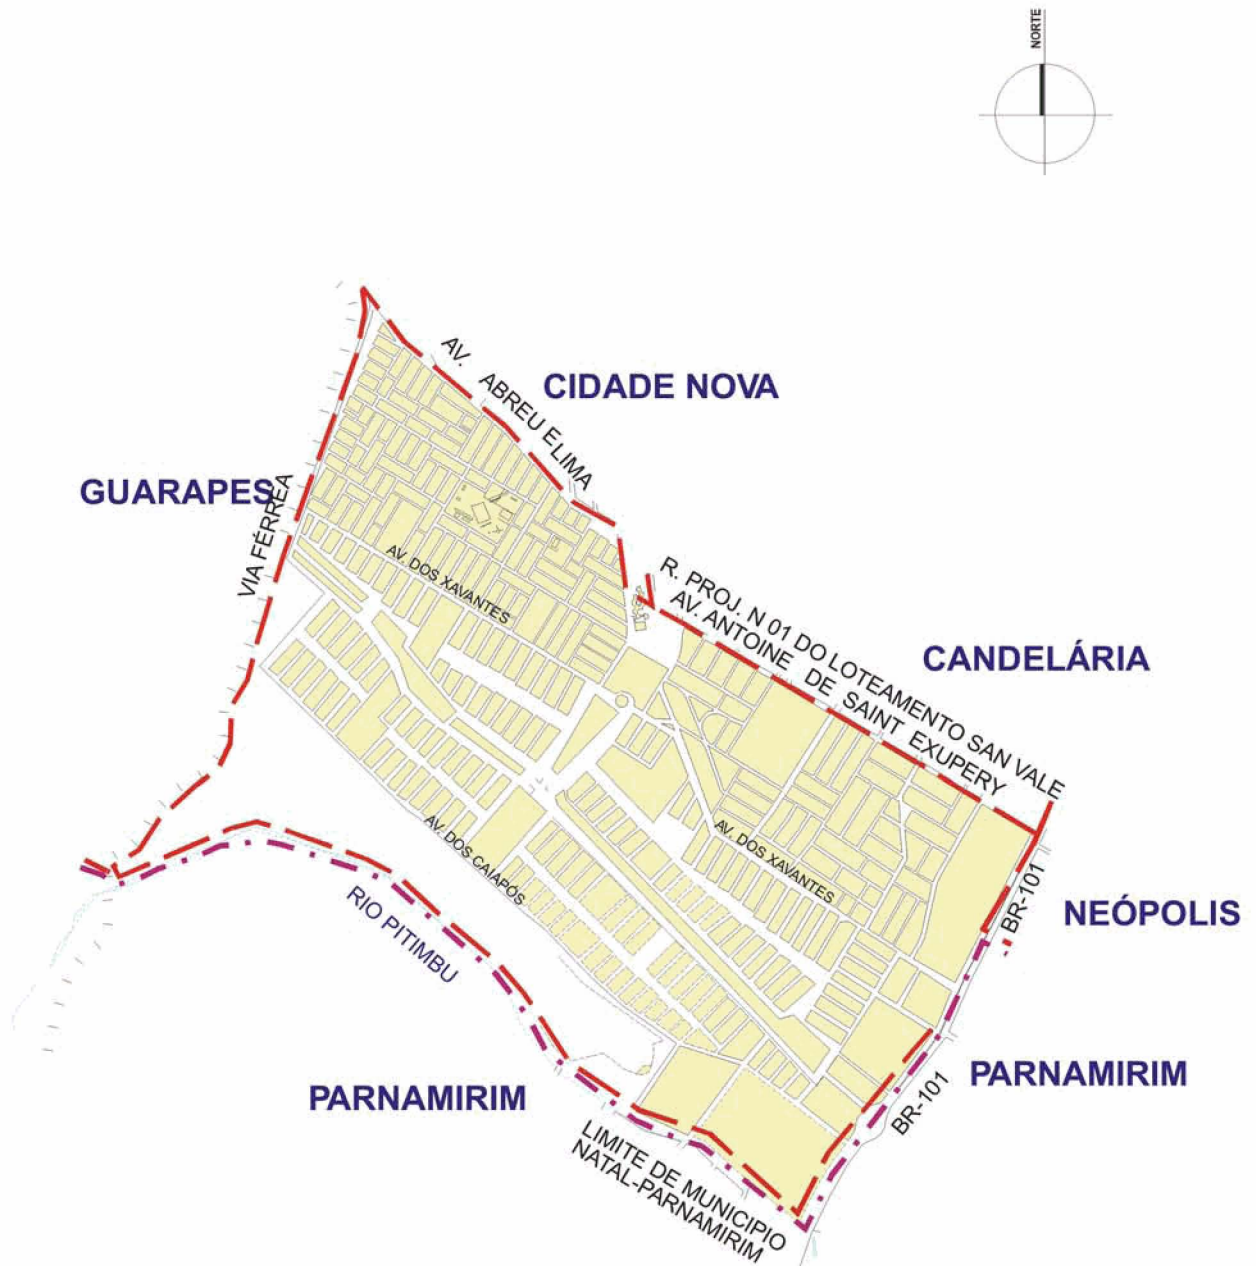 NORTE
CIDADE NOVA
AV. ABREU E LIMA
GUARAPES
VIA FÉRREA
AV. DOS XAVANTES
R. PROJ. N 01 DO LOTEAMENTO SAN VALE
AV. ANTOINE DE SAINT EXUPERY
CANDELÁRIA
AV. DOS XAVANTES
AV. DOS CAIAPÓS
BR-101
NEÓPOLIS
RIO PITIMBU
PARNAMIRIM
PARNAMIRIM
BR-101
LIMITE DE MUNICIPIO
NATAL-PARNAMIRIM